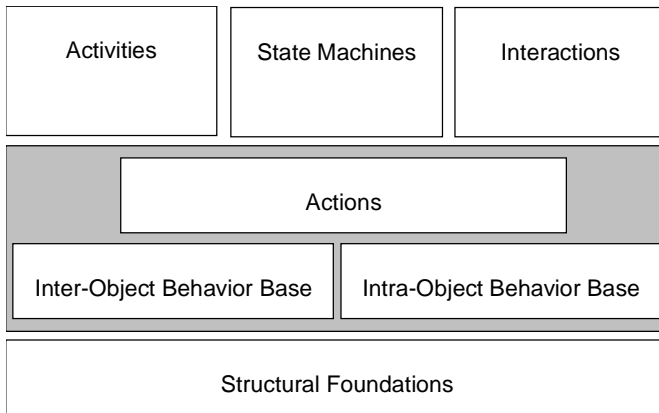 Activities
State Machines
Interactions
Actions
Inter-Object Behavior Base
Intra-Object Behavior Base
Structural Foundations